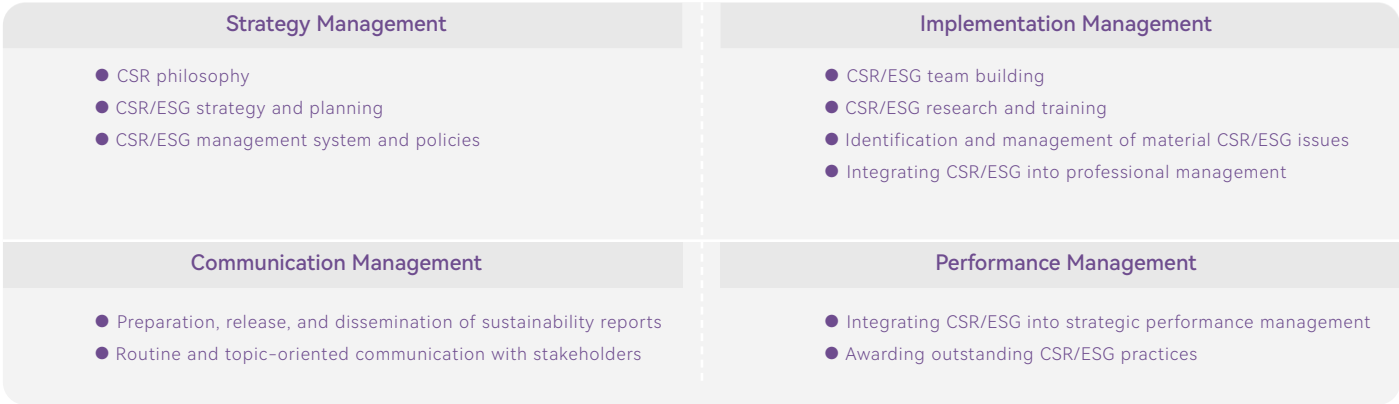 Strategy Management
● CSR philosophy
● CSR/ESG strategy and planning
● CSR/ESG management system and policies
Implementation Management
● CSR/ESG team building
● CSR/ESG research and training
● Identification and management of material CSR/ESG issues
● Integrating CSR/ESG into professional management
Communication Management
● Preparation, release, and dissemination of sustainability reports
● Routine and topic-oriented communication with stakeholders
Performance Management
● Integrating CSR/ESG into strategic performance management
● Awarding outstanding CSR/ESG practices